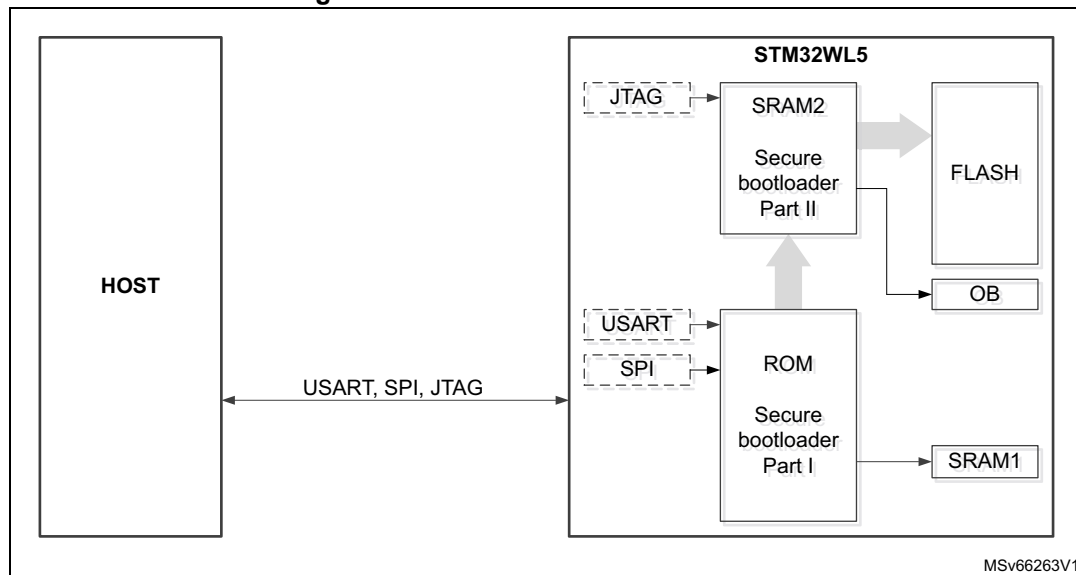 STM32WL5
JTAG
SRAM2
Secure
bootloader
Part II
FLASH
HOST
OB
USART
SPI
ROM
Secure
bootloader
Part I
USART, SPI, JTAG
SRAM1
MSv66263V1